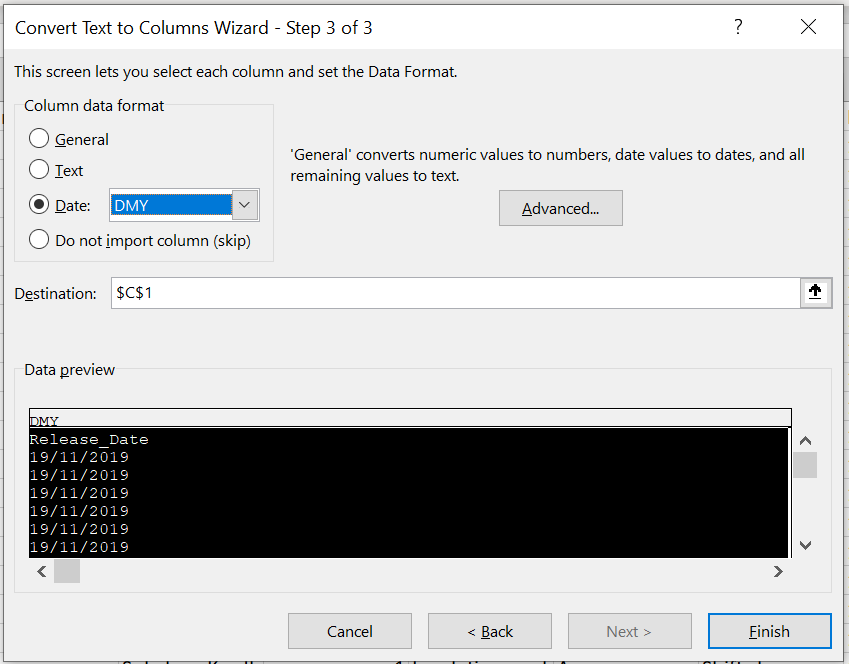 Convert Text to Columns Wizard - Step 3 of 3
?
This screen lets you select each column and set the Data Format.
Column data format
General
Text
Date: DMY
Do not import column (skip)
'General' converts numeric values to numbers, date values to dates, and all
remaining values to text.
Advanced...
Destination: $C$1
Data preview
DMY
Release_Date
19/11/2019
19/11/2019
19/11/2019
19/11/2019
19/11/2019
19/11/2019
Cancel
< Back
Next >
Finish